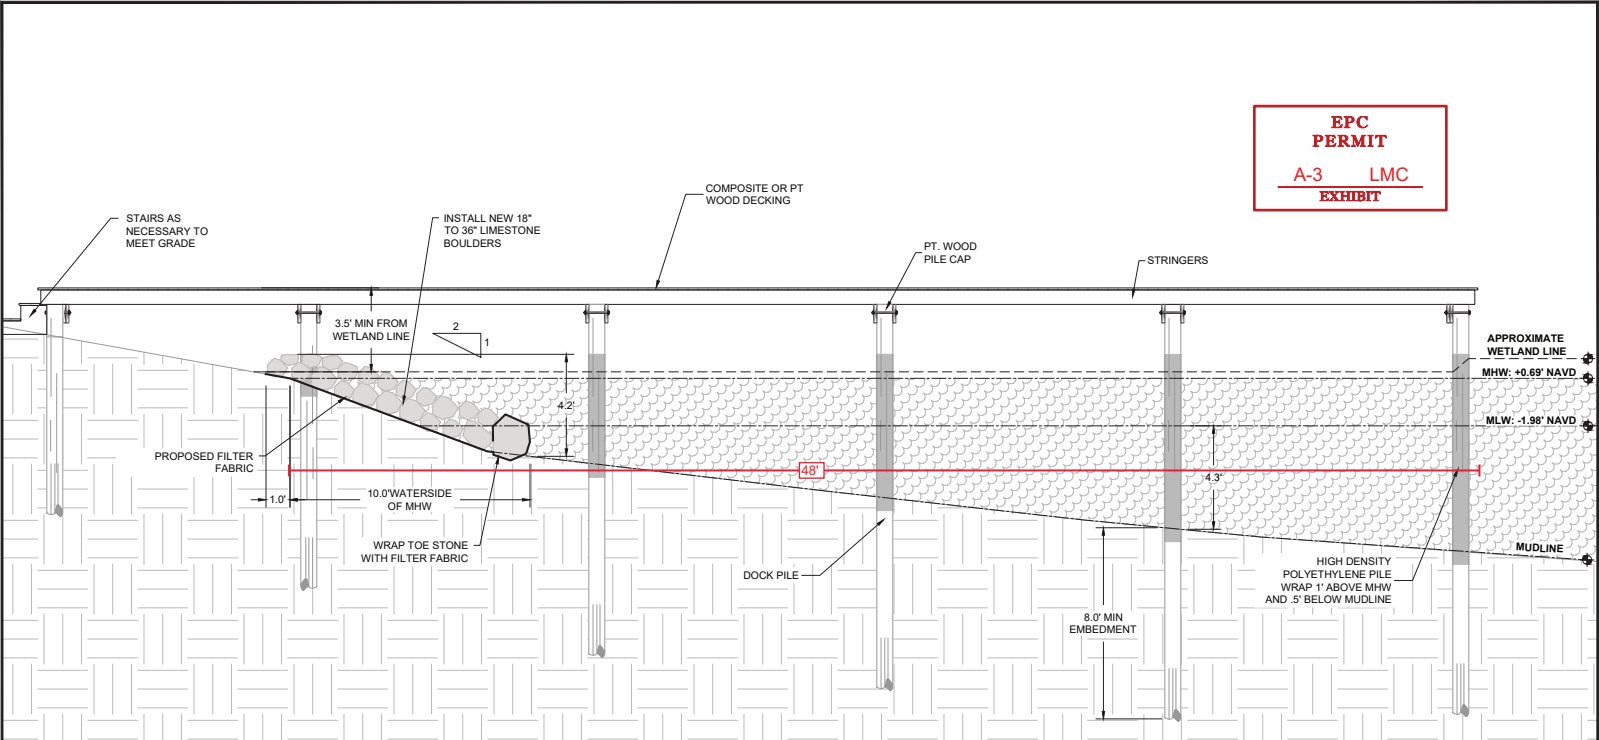 EPC
PERMIT
A-3 LMC
EXHIBIT
COMPOSITE OR PT
WOOD DECKING
STAIRS AS
NECESSARY TO
MEET GRADE
INSTALL NEW 18"
TO 36" LIMESTONE
BOULDERS
PT. WOOD
PILE CAP
STRINGERS
3.5' MIN FROM
WETLAND LINE
2
1
APPROXIMATE
WETLAND LINE
MHW: +0.69' NAVD
4.2'
MLW: -1.98' NAVD
PROPOSED FILTER
FABRIC
48'
4.3'
1.0'
10.0'WATERSIDE
OF MHW
WRAP TOE STONE
WITH FILTER FABRIC
DOCK PILE
MUDLINE
HIGH DENSITY
POLYETHYLENE PILE
WRAP 1' ABOVE MHW
AND .5' BELOW MUDLINE
8.0' MIN
EMBEDMENT